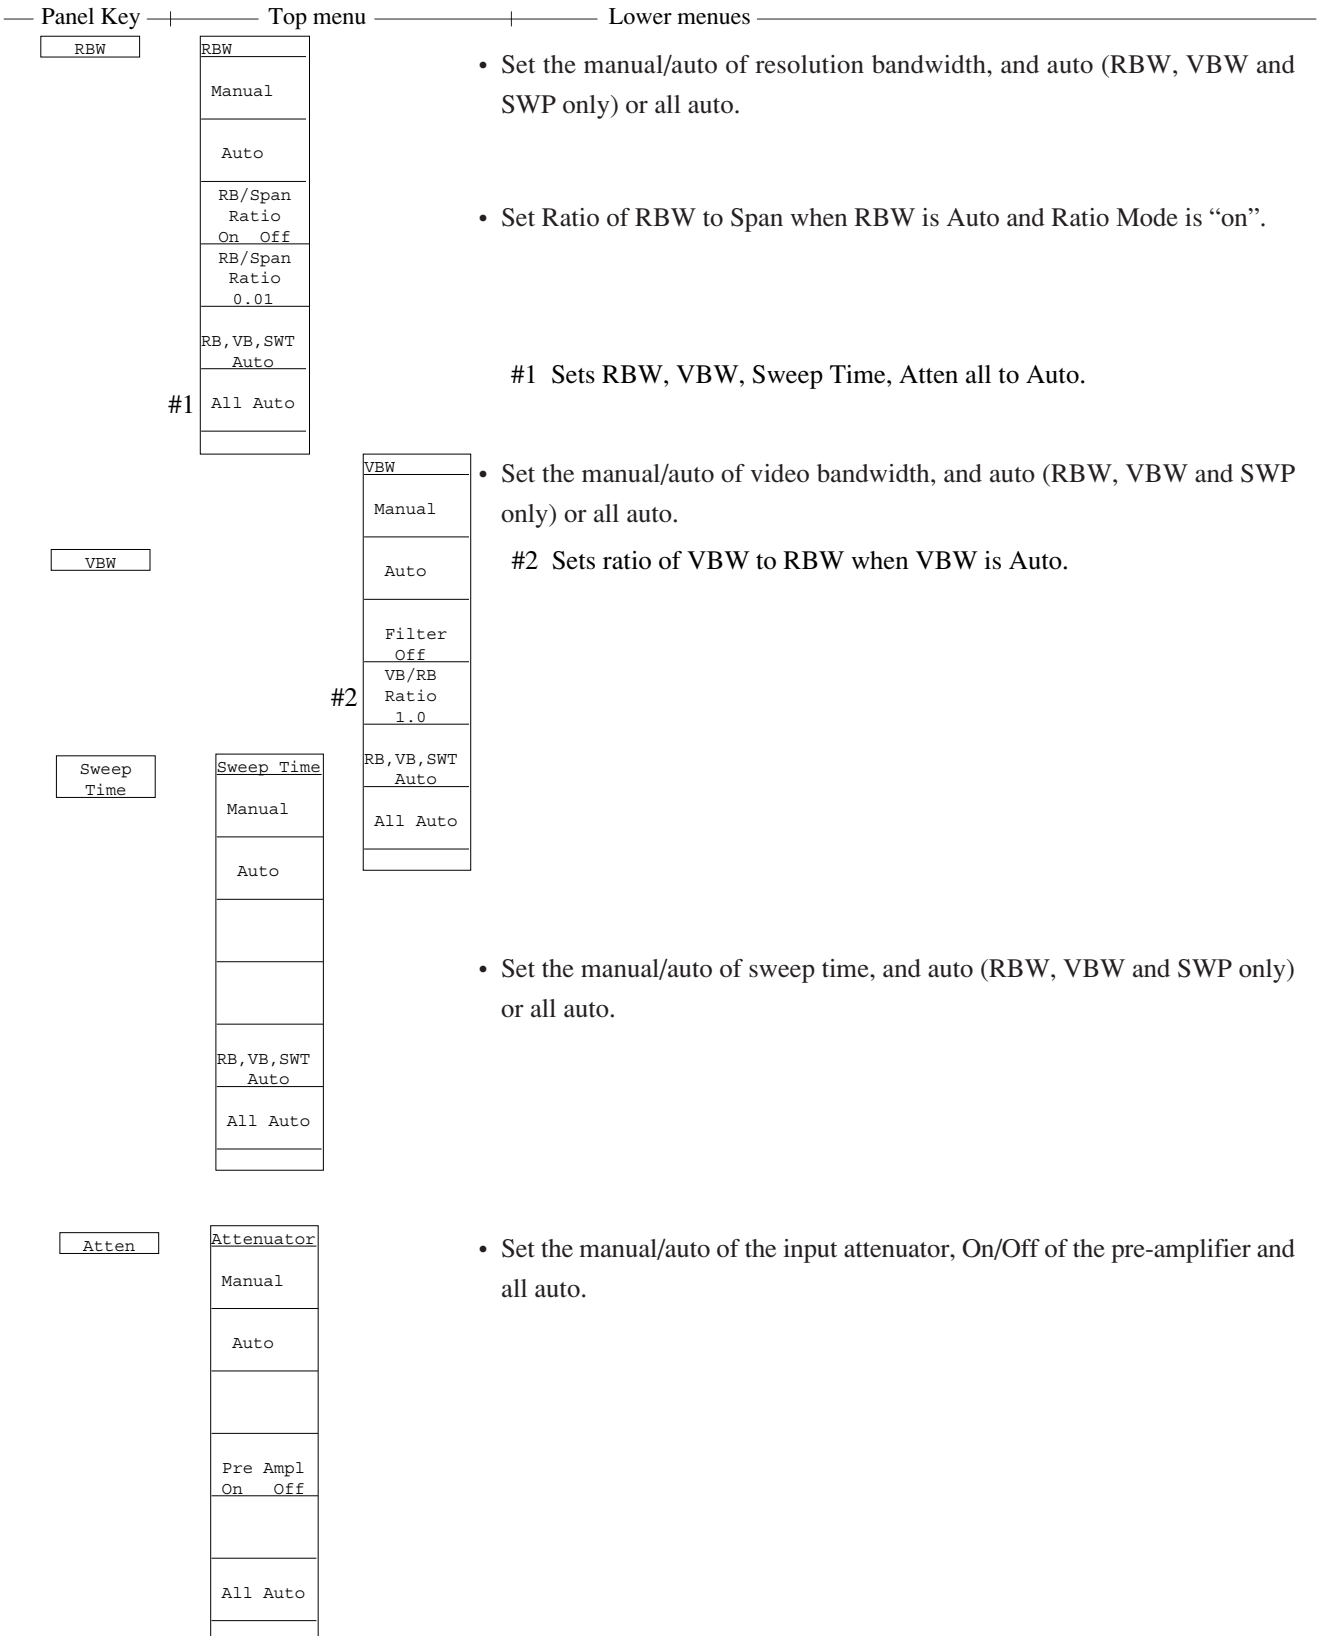 Panel Key
Top menu
Lower menues
RBW
RBW
Manual
Auto
RB/Span
Ratio
On Off
RB/Span
Ratio
0.01
RB,VB,SWT
Auto
#1
All Auto
• Set the manual/auto of resolution bandwidth, and auto (RBW, VBW and
SWP only) or all auto.
• Set Ratio of RBW to Span when RBW is Auto and Ratio Mode is “on”.
#1 Sets RBW, VBW, Sweep Time, Atten all to Auto.
VBW
VBW
Manual
Auto
Filter
Off
#2
VB/RB
Ratio
1.0
RB,VB,SWT
Auto
All Auto
• Set the manual/auto of video bandwidth, and auto (RBW, VBW and SWP
only) or all auto.
#2 Sets ratio of VBW to RBW when VBW is Auto.
Sweep
Time
Sweep Time
Manual
Auto
RB,VB,SWT
Auto
All Auto
• Set the manual/auto of sweep time, and auto (RBW, VBW and SWP only)
or all auto.
Atten
Attenuator
Manual
Auto
Pre Ampl
On Off
All Auto
• Set the manual/auto of the input attenuator, On/Off of the pre-amplifier and
all auto.